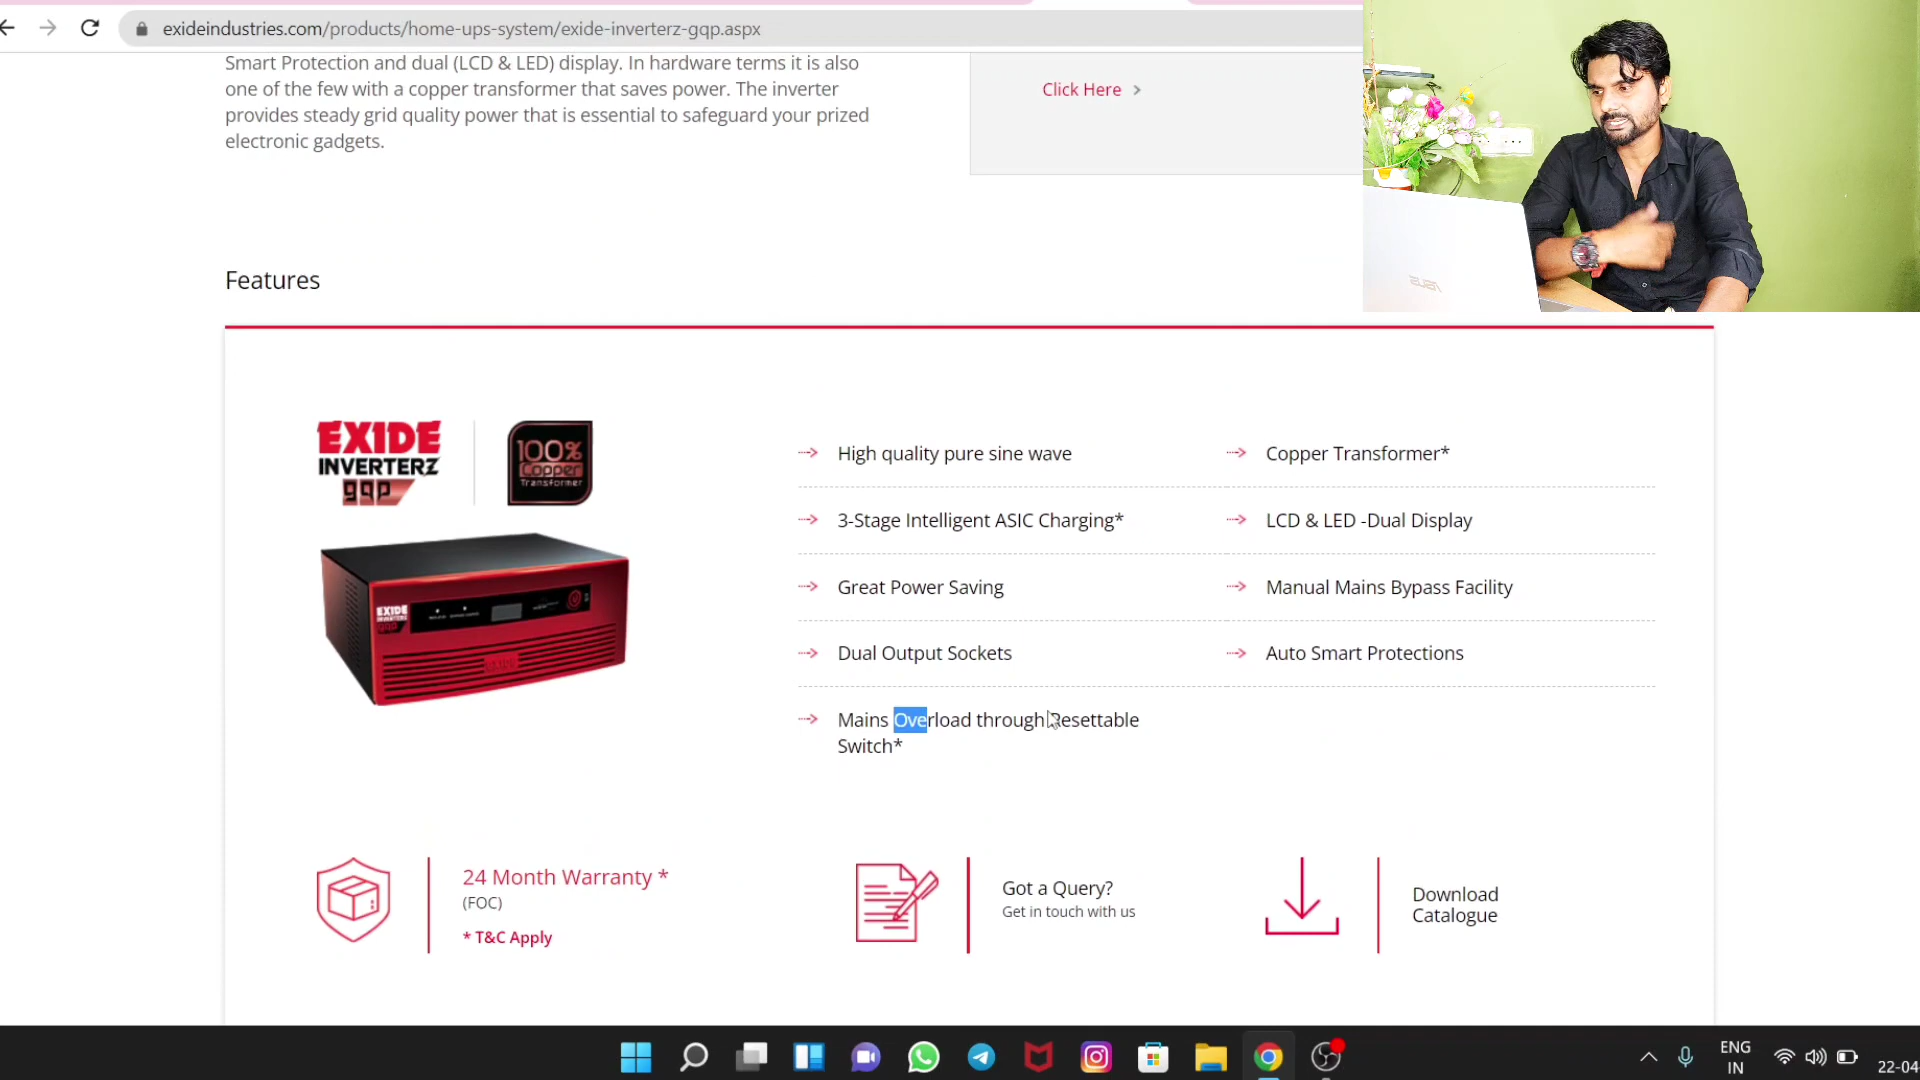 exideindustries.com/products/home-ups-system/exide-inverterz-gqp.aspx
Smart Protection and dual (LCD & LED) display. In hardware terms it is also
one of the few with a copper transformer that saves power. The inverter
provides steady grid quality power that is essential to safeguard your prized
electronic gadgets.
Click Here
Features
EXIDE
INVERTERZ
gqp
100%
Copper
Transformer
High quality pure sine wave
Copper Transformer*
3-Stage Intelligent ASIC Charging*
LCD & LED -Dual Display
Great Power Saving
Manual Mains Bypass Facility
Dual Output Sockets
Auto Smart Protections
Mains Overload through Resettable
Switch*
EXIDE
INVERTERZ
EXIDE
ASUS
24 Month Warranty *
(FOC)
* T&C Apply
Got a Query?
Get in touch with us
Download
Catalogue
ENG
IN
22-04